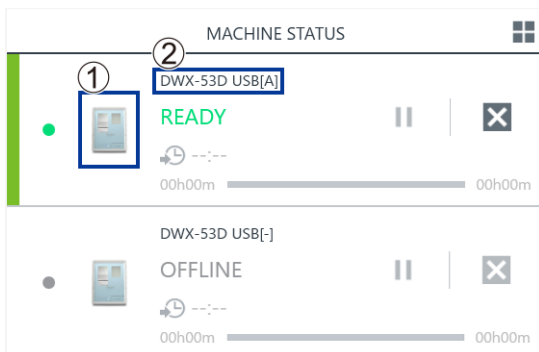 MACHINE STATUS
①
②
DWX-53D USB[A]
READY
--:--
00h00m 00h00m
DWX-53D USB[-]
OFFLINE
--:--
00h00m 00h00m